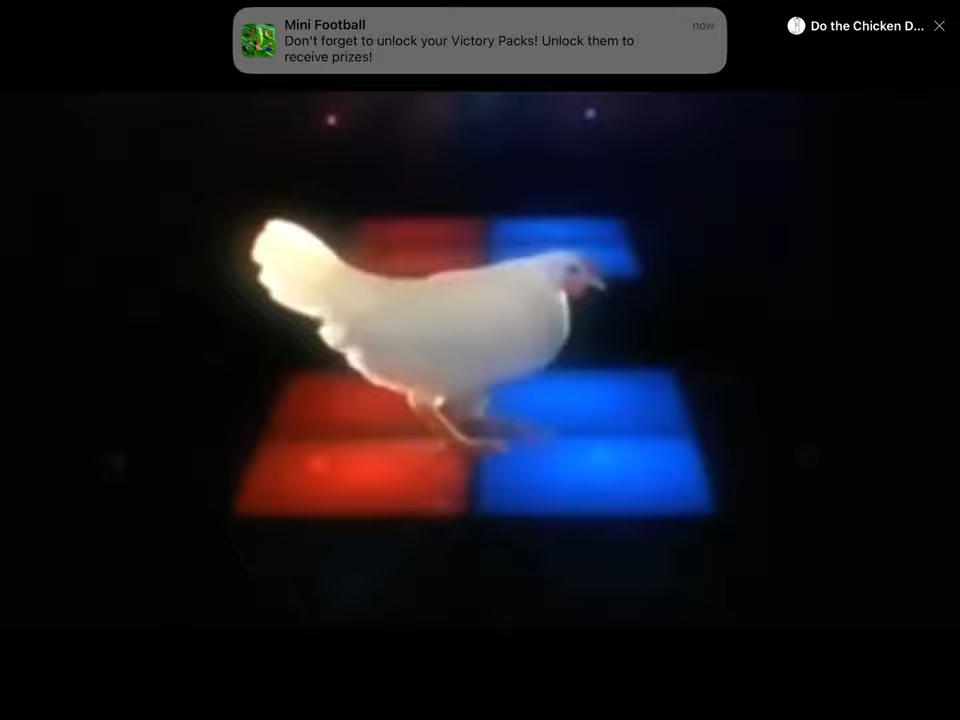 Mini Football
now
Don't forget to unlock your Victory Packs! Unlock them to
receive prizes!
Do the Chicken D...